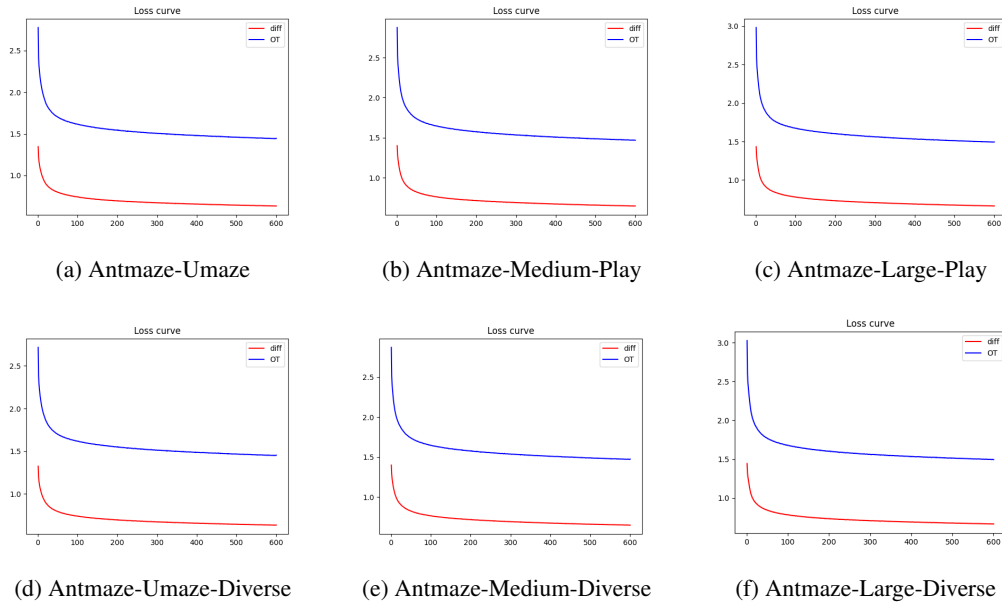 Loss curve
diff
OT
2.5
2.0
1.5
1.0
0 100 200 300 400 500 600
(a) Antmaze-Umaze
Loss curve
diff
OT
2.5
2.0
1.5
1.0
0 100 200 300 400 500 600
(b) Antmaze-Medium-Play
Loss curve
diff
OT
3.0
2.5
2.0
1.5
1.0
0 100 200 300 400 500 600
(c) Antmaze-Large-Play
Loss curve
diff
OT
2.5
2.0
1.5
1.0
0 100 200 300 400 500 600
(d) Antmaze-Umaze-Diverse
Loss curve
diff
OT
2.5
2.0
1.5
1.0
0 100 200 300 400 500 600
(e) Antmaze-Medium-Diverse
Loss curve
diff
OT
3.0
2.5
2.0
1.5
1.0
0 100 200 300 400 500 600
(f) Antmaze-Large-Diverse